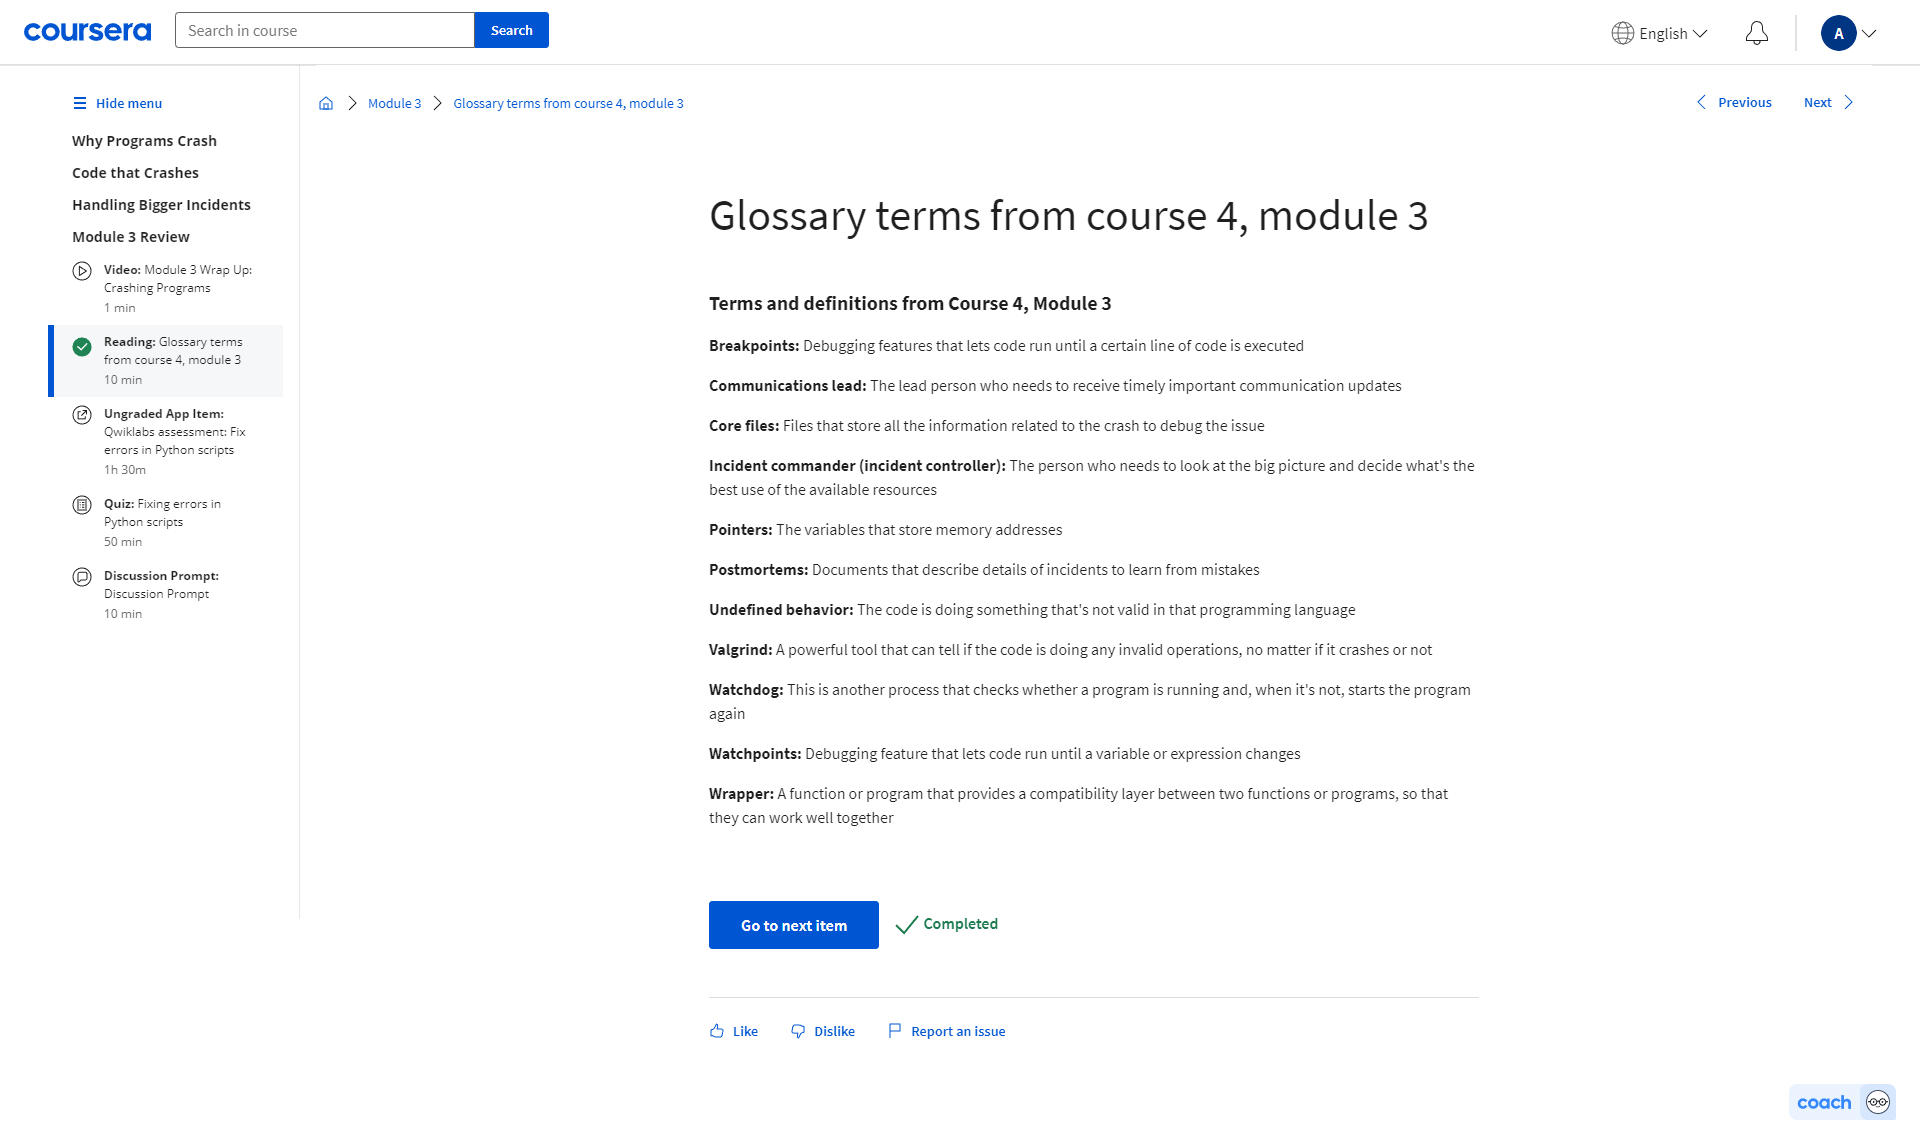 coursera
Search in course
Search
English
A
Hide menu
Why Programs Crash
Code that Crashes
Handling Bigger Incidents
Module 3 Review
Video: Module 3 Wrap Up:
Crashing Programs
1 min
Reading: Glossary terms
from course 4, module 3
10 min
Ungraded App Item:
Qwiklabs assessment: Fix
errors in Python scripts
1h 30m
Quiz: Fixing errors in
Python scripts
50 min
Discussion Prompt:
Discussion Prompt
10 min
Module 3
Glossary terms from course 4, module 3
Previous
Next
Glossary terms from course 4, module 3
Terms and definitions from Course 4, Module 3
Breakpoints: Debugging features that lets code run until a certain line of code is executed
Communications lead: The lead person who needs to receive timely important communication updates
Core files: Files that store all the information related to the crash to debug the issue
Incident commander (incident controller): The person who needs to look at the big picture and decide what's the
best use of the available resources
Pointers: The variables that store memory addresses
Postmortems: Documents that describe details of incidents to learn from mistakes
Undefined behavior: The code is doing something that's not valid in that programming language
Valgrind: A powerful tool that can tell if the code is doing any invalid operations, no matter if it crashes or not
Watchdog: This is another process that checks whether a program is running and, when it's not, starts the program
again
Watchpoints: Debugging feature that lets code run until a variable or expression changes
Wrapper: A function or program that provides a compatibility layer between two functions or programs, so that
they can work well together
Go to next item
Completed
Like
Dislike
Report an issue
coach